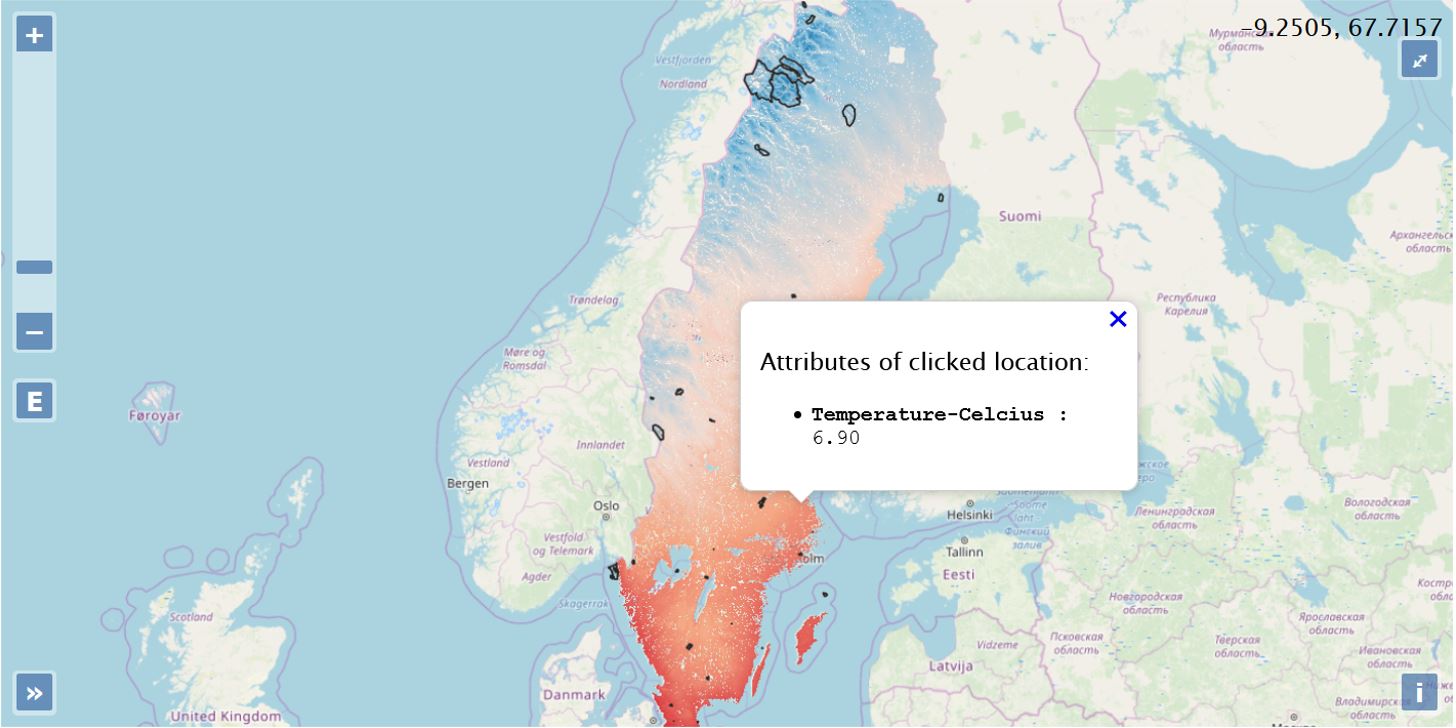 +
-9.2505, 67.7157
Мурманская
область
Vestfjorden
Nordland
Suomi
Архангельская
область
Trøndelag
Республика
Карелия
Møre og
Romsdal
Attributes of clicked location:
• Temperature-Celcius :
6.90
–
E
Føroyar
Innlandet
Vestland
Bergen
Oslo
Helsinki
Suomenlahti
Soome
laht
Финский
залив
Ленинградская
область
Вологодская
область
Vestfold
og Telemark
Tallinn
Eesti
Agder
Skagerrak
Scotland
Новгородская
область
Псковская
область
Тверская
область
Ярославская
область
Ивановская
область
Vidzeme
Latvija
Danmark
United Kingdom
Владимирская
»
i